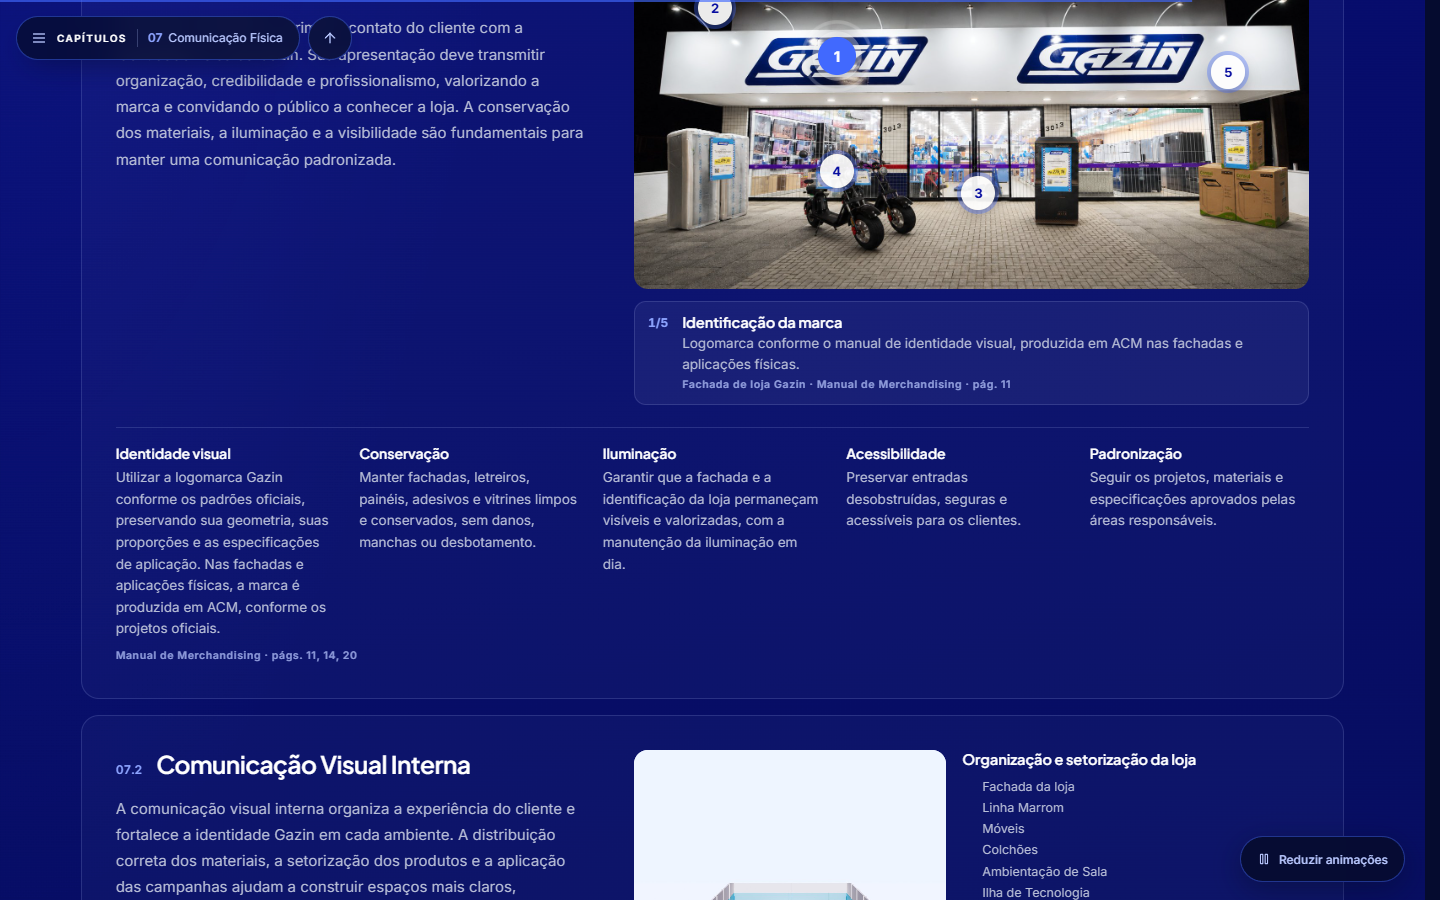 CAPÍTULOS
07 Comunicação Física
contato do cliente com a
apresentação deve transmitir
organização, credibilidade e profissionalismo, valorizando a
marca e convidando o público a conhecer a loja. A conservação
dos materiais, a iluminação e a visibilidade são fundamentais para
manter uma comunicação padronizada.
2
GAZIN
GAZIN
1
5
3013
3013
4
3
1/5
Identificação da marca
Logomarca conforme o manual de identidade visual, produzida em ACM nas fachadas e
aplicações físicas.
Fachada de loja Gazin · Manual de Merchandising · pág. 11
Identidade visual
Utilizar a logomarca Gazin
conforme os padrões oficiais,
preservando sua geometria, suas
proporções e as especificações
de aplicação. Nas fachadas e
aplicações físicas, a marca é
produzida em ACM, conforme os
projetos oficiais.
Manual de Merchandising · págs. 11, 14, 20
Conservação
Manter fachadas, letreiros,
painéis, adesivos e vitrines limpos
e conservados, sem danos,
manchas ou desbotamento.
Iluminação
Garantir que a fachada e a
identificação da loja permaneçam
visíveis e valorizadas, com a
manutenção da iluminação em
dia.
Acessibilidade
Preservar entradas
desobstruídas, seguras e
acessíveis para os clientes.
Padronização
Seguir os projetos, materiais e
especificações aprovados pelas
áreas responsáveis.
07.2 Comunicação Visual Interna
A comunicação visual interna organiza a experiência do cliente e
fortalece a identidade Gazin em cada ambiente. A distribuição
correta dos materiais, a setorização dos produtos e a aplicação
das campanhas ajudam a construir espaços mais claros,
Organização e setorização da loja
Fachada da loja
Linha Marrom
Móveis
Colchões
Ambientação de Sala
Ilha de Tecnologia
Reduzir animações